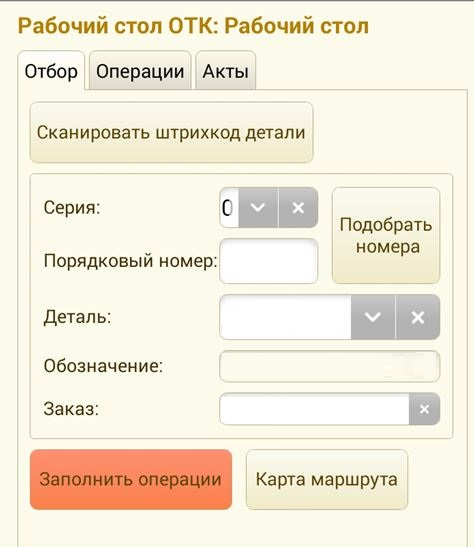 Рабочий стол ОТК: Рабочий стол
Отбор Операции Акты
Сканировать штрихкод детали
Серия:
Подобрать
номера
Порядковый номер:
Деталь:
Обозначение:
Заказ:
Заполнить операции Карта маршрута